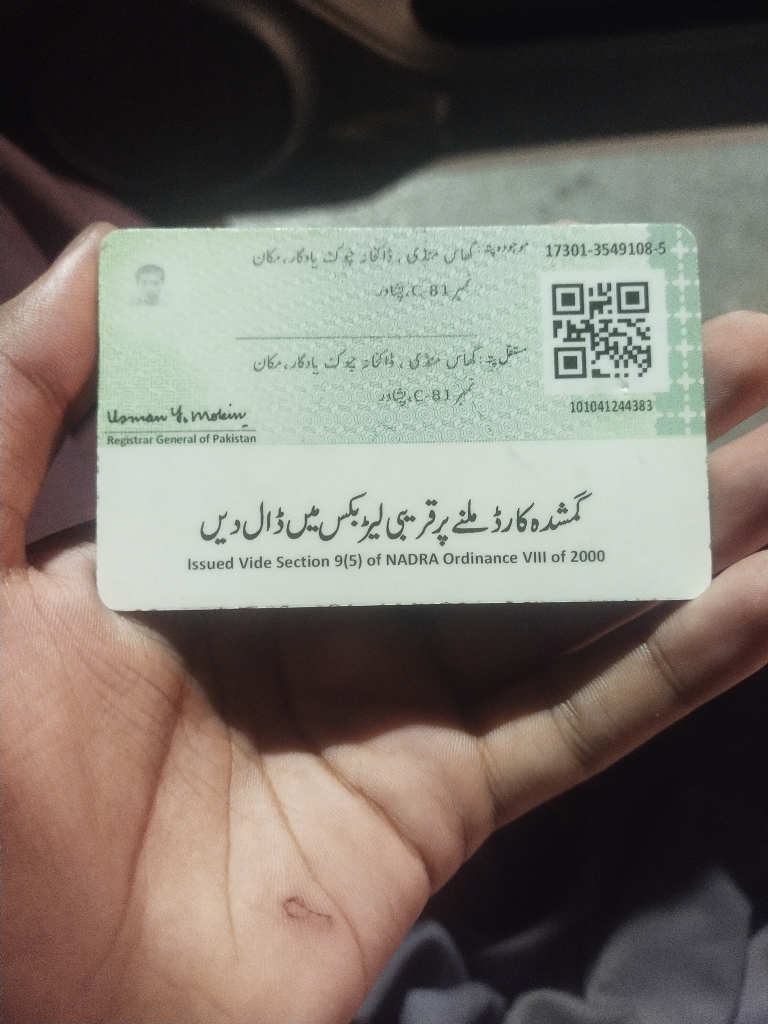 موجودہ پتہ: گھاس منڈی ، ڈاکخانہ چوک یادگار، مکان
نمبر C-81، پشاور
17301-3549108-5
مستقل پتہ: گھاس منڈی ، ڈاکخانہ چوک یادگار، مکان
نمبر C-81، پشاور
101041244383
Usman Y. Mobin
Registrar General of Pakistan
گمشدہ کارڈ ملنے پر قریبی لیٹر بکس میں ڈال دیں
Issued Vide Section 9(5) of NADRA Ordinance VIII of 2000